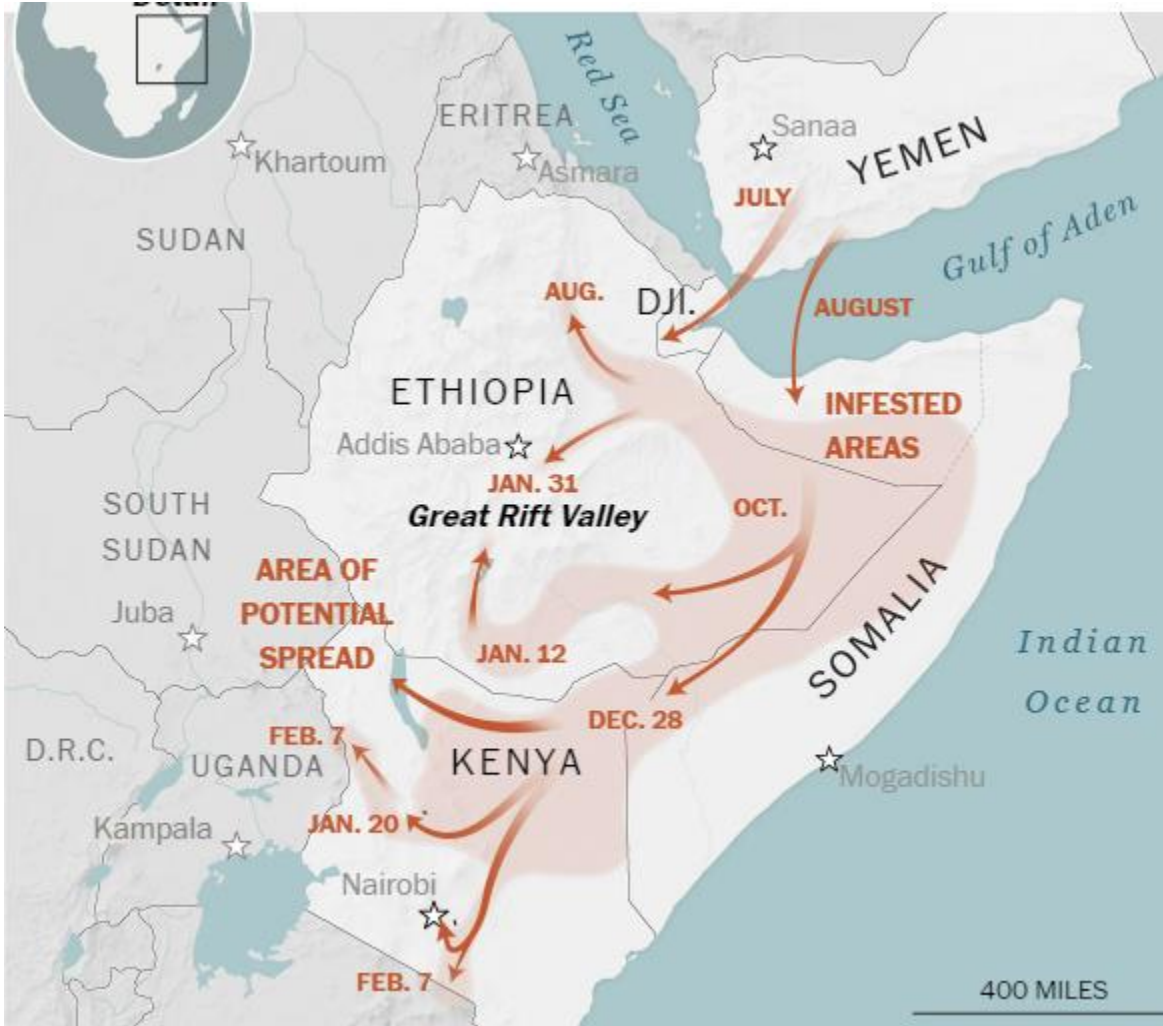 Detail
Red Sea
ERITREA
Asmara
Khartoum
SUDAN
Sanaa
YEMEN
JULY
Gulf of Aden
AUG.
DJI.
AUGUST
ETHIOPIA
Addis Ababa
INFESTED
AREAS
JAN. 31
Great Rift Valley
OCT.
SOUTH
SUDAN
Juba
AREA OF
POTENTIAL
SPREAD
JAN. 12
SOMALIA
Indian
Ocean
DEC. 28
FEB. 7
D.R.C.
UGANDA
KENYA
Mogadishu
Kampala
JAN. 20
Nairobi
FEB. 7
400 MILES